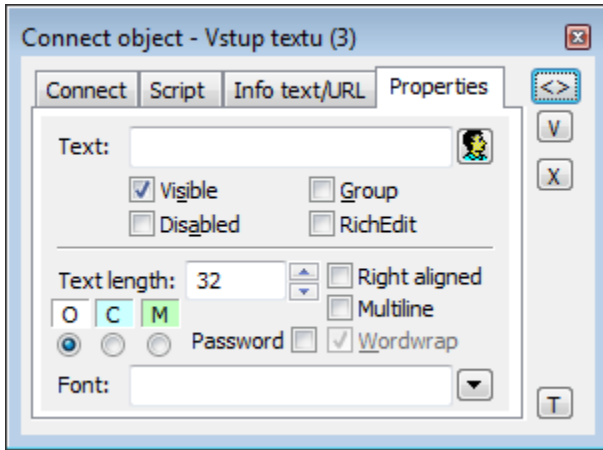 Connect object - Vstup textu (3)
Connect Script Info text/URL Properties
<>
V
X
Text:
Visible Group
Disabled RichEdit
Text length: 32 Right aligned
O C M Multiline
Password Wordwrap
Font:
T